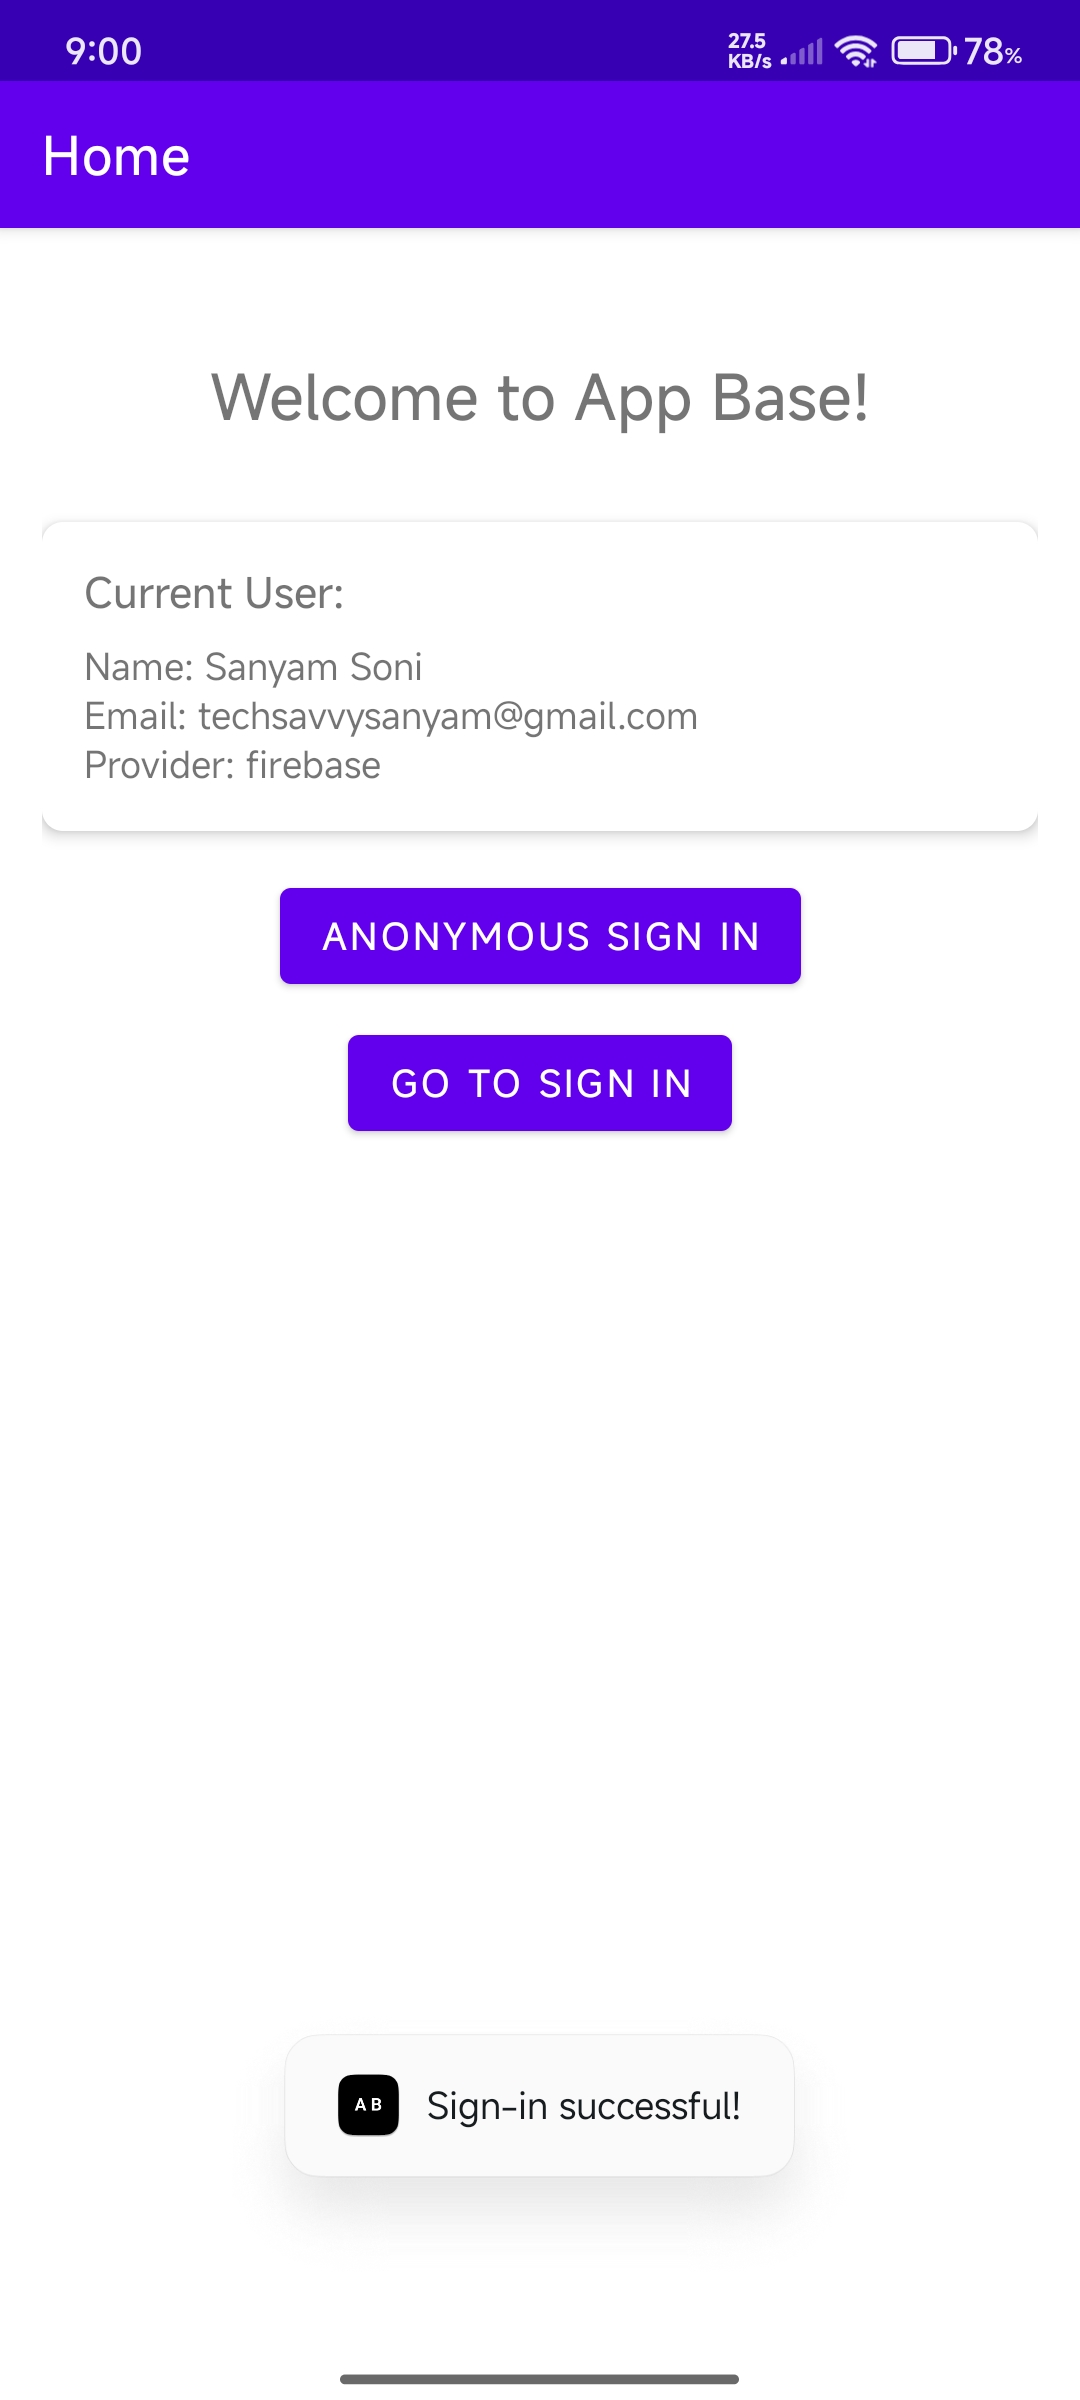 9:00
27.5
KB/s
78%
Home
Welcome to App Base!
Current User:
Name: Sanyam Soni
Email: techsavvysanyam@gmail.com
Provider: firebase
ANONYMOUS SIGN IN
GO TO SIGN IN
AB
Sign-in successful!